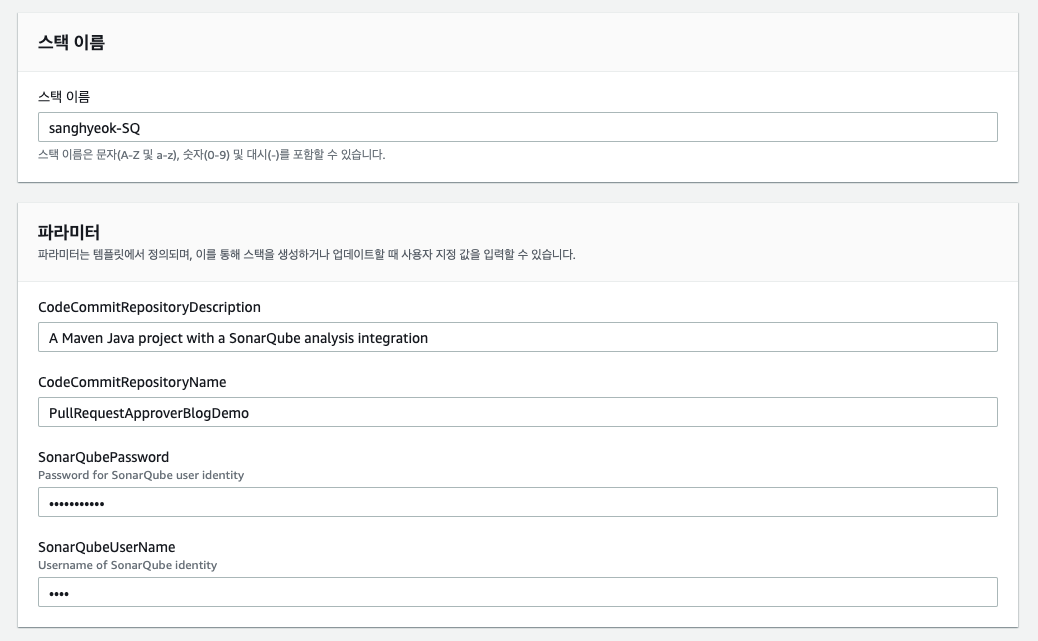 스택 이름
스택 이름
sanghyeok-SQ
스택 이름은 문자(A-Z 및 a-z), 숫자(0-9) 및 대시(-)를 포함할 수 있습니다.
파라미터
파라미터는 템플릿에서 정의되며, 이를 통해 스택을 생성하거나 업데이트할 때 사용자 지정 값을 입력할 수 있습니다.
CodeCommitRepositoryDescription
A Maven Java project with a SonarQube analysis integration
CodeCommitRepositoryName
PullRequestApproverBlogDemo
SonarQubePassword
Password for SonarQube user identity
•••••••••••
SonarQubeUserName
Username of SonarQube identity
••••